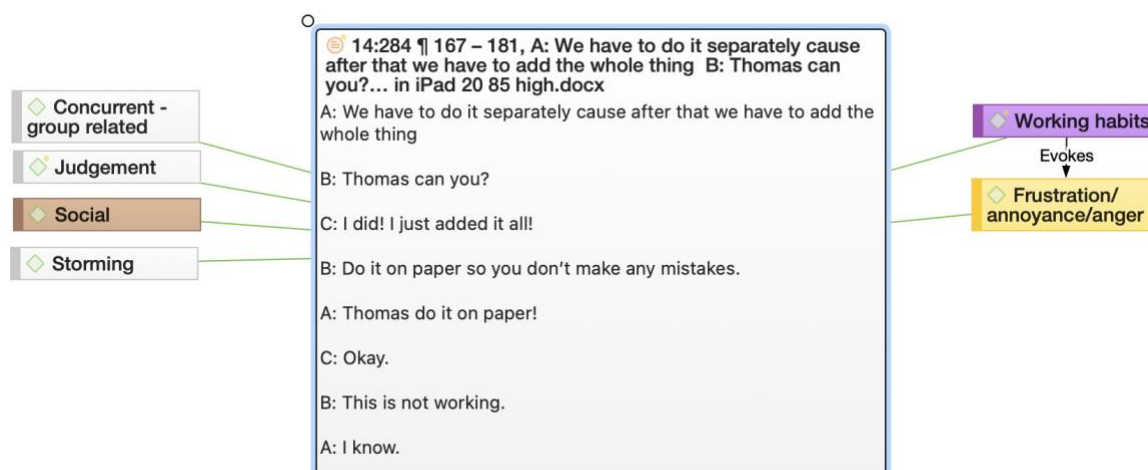 Concurrent -
group related
Judgement
Social
Storming
14:284 ¶ 167 – 181, A: We have to do it separately cause
after that we have to add the whole thing  B: Thomas can
you?... in iPad 20 85 high.docx
A: We have to do it separately cause after that we have to add the
whole thing
B: Thomas can you?
C: I did! I just added it all!
B: Do it on paper so you don’t make any mistakes.
A: Thomas do it on paper!
C: Okay.
B: This is not working.
A: I know.
Working habits
Evokes
Frustration/
annoyance/anger